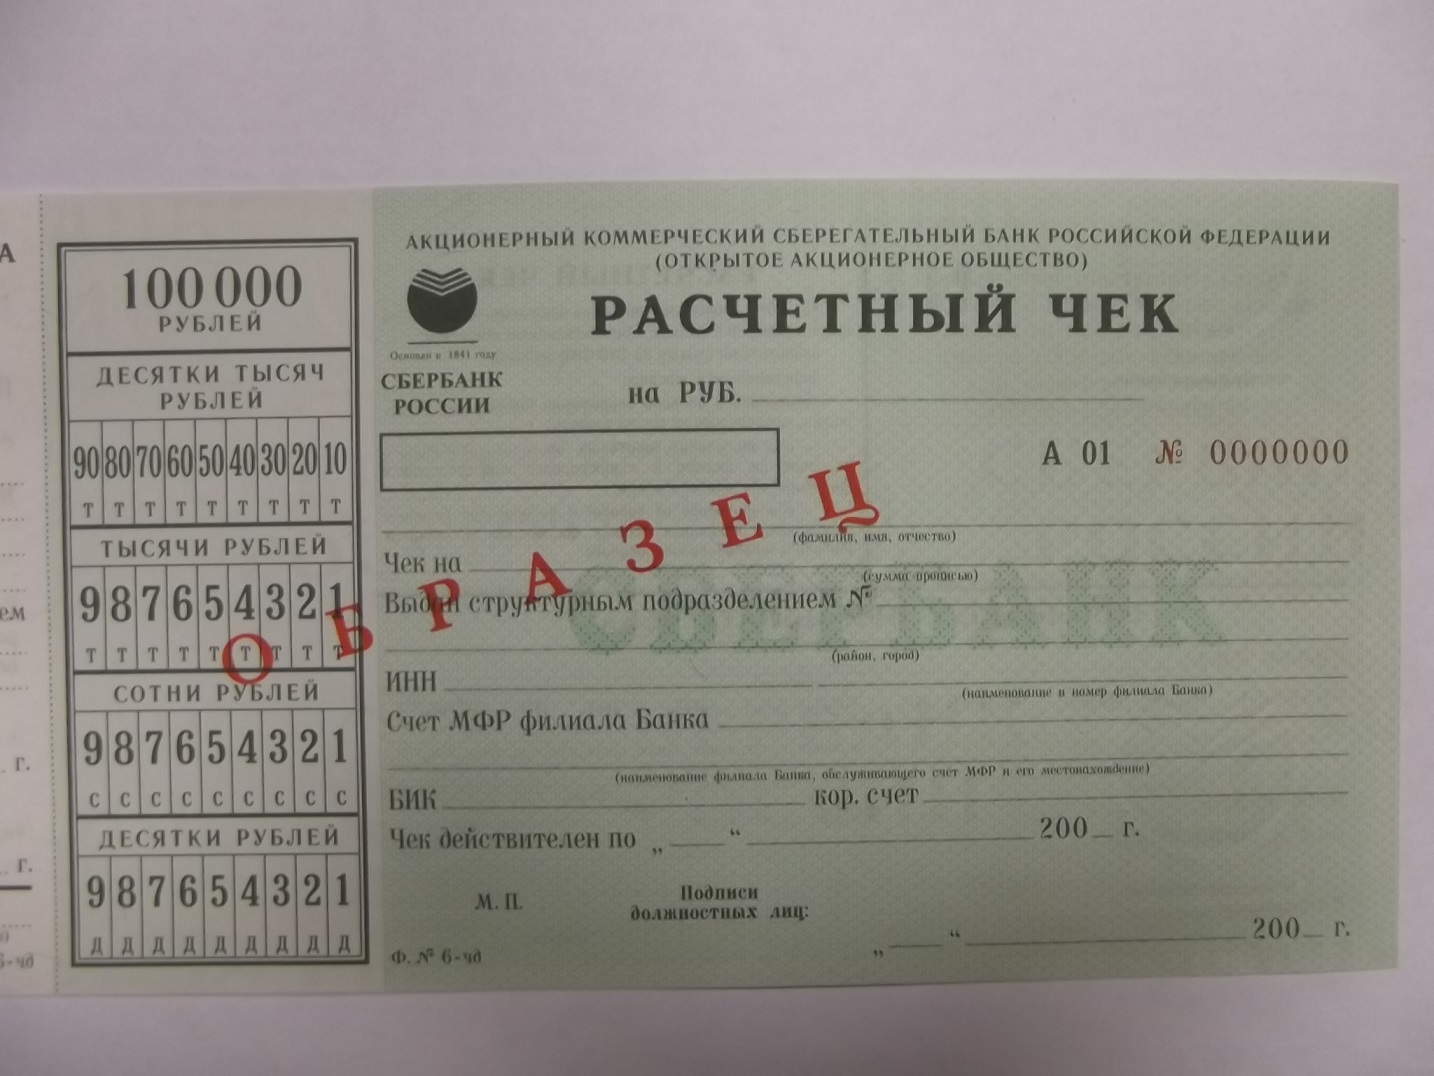 А
ем
г.
г.
6-чд
100 000
РУБЛЕЙ
ДЕСЯТКИ ТЫСЯЧ
РУБЛЕЙ
90 80 70 60 50 40 30 20 10
Т Т Т Т Т Т Т Т Т
ТЫСЯЧИ РУБЛЕЙ
9 8 7 6 5 4 3 2 1
Т Т Т Т Т Т Т Т Т
СОТНИ РУБЛЕЙ
9 8 7 6 5 4 3 2 1
С С С С С С С С С
ДЕСЯТКИ РУБЛЕЙ
9 8 7 6 5 4 3 2 1
Д Д Д Д Д Д Д Д Д
АКЦИОНЕРНЫЙ КОММЕРЧЕСКИЙ СБЕРЕГАТЕЛЬНЫЙ БАНК РОССИЙСКОЙ ФЕДЕРАЦИИ
(ОТКРЫТОЕ АКЦИОНЕРНОЕ ОБЩЕСТВО)
РАСЧЕТНЫЙ ЧЕК
Основан в 1841 году
СБЕРБАНК
РОССИИ
на РУБ.
А 01 № 0000000
ОБРАЗЕЦ
(фамилия, имя, отчество)
Чек на
(сумма прописью)
СБЕРБАНК
Выдан структурным подразделением №
(район, город)
ИНН
(наименование и номер филиала Банка)
Счет МФР филиала Банка
(наименование филиала Банка, обслуживающего счет МФР и его местонахождение)
БИК кор. счет
Чек действителен по „ “ 200 г.
М. П. Подписи
должностных лиц:
„ “ 200 г.
Ф. № 6-чд